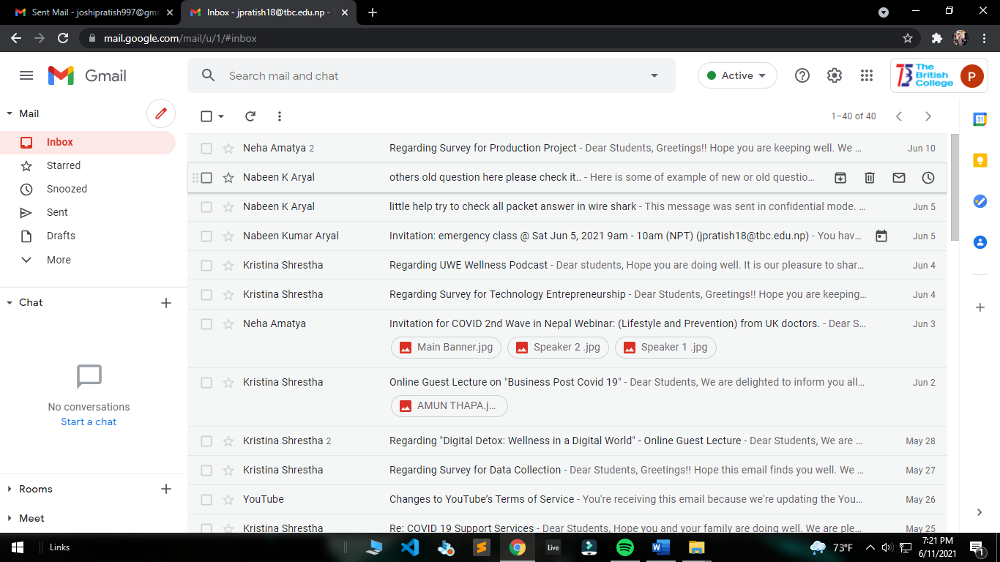 Sent Mail - joshipratish997@gma
Inbox - jpratish18@tbc.edu.np -
mail.google.com/mail/u/1/#inbox
Gmail
Search mail and chat
Active
The British College
P
Mail
1–40 of 40
31
Inbox
Starred
Snoozed
Sent
Drafts
More
Chat
No conversations
Start a chat
Rooms
Meet
Neha Amatya 2 Regarding Survey for Production Project - Dear Students, Greetings!! Hope you are keeping well. We ... Jun 10
Nabeen K Aryal others old question here please check it.. - Here is some of example of new or old questio...
Nabeen K Aryal little help try to check all packet answer in wire shark - This message was sent in confidential mode. ... Jun 5
Nabeen Kumar Aryal Invitation: emergency class @ Sat Jun 5, 2021 9am - 10am (NPT) (jpratish18@tbc.edu.np) - You hav... Jun 5
Kristina Shrestha Regarding UWE Wellness Podcast - Dear students, Hope you are doing well. It is our pleasure to shar... Jun 4
Kristina Shrestha Regarding Survey for Technology Entrepreneurship - Dear Students, Greetings!! Hope you are keeping... Jun 4
Neha Amatya Invitation for COVID 2nd Wave in Nepal Webinar: (Lifestyle and Prevention) from UK doctors. - Dear S... Jun 3
Main Banner.jpg Speaker 2 .jpg Speaker 1 .jpg
Kristina Shrestha Online Guest Lecture on "Business Post Covid 19" - Dear Students, We are delighted to inform you all... Jun 2
AMUN THAPA.j...
Kristina Shrestha 2 Regarding "Digital Detox: Wellness in a Digital World" - Online Guest Lecture - Dear Students, We are ... May 28
Kristina Shrestha Regarding Survey for Data Collection - Dear Students, Greetings!! Hope this email finds you well. We ... May 27
YouTube Changes to YouTube's Terms of Service - You're receiving this email because we're updating the You... May 26
Kristina Shrestha Re: COVID 19 Support Services - Dear Students, Hope you and your family are doing well. We are ple... May 25
Links
Live
73°F
7:21 PM
6/11/2021
1